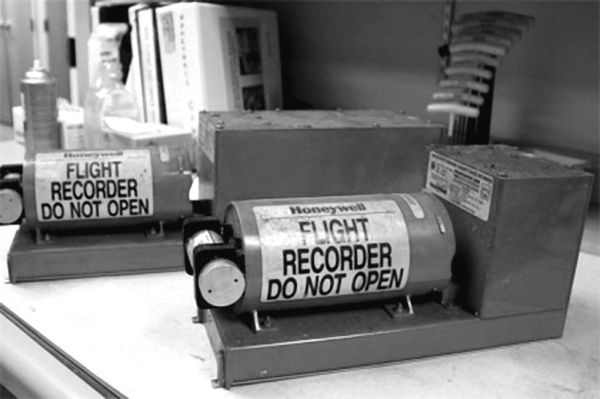 Honeywell
FLIGHT
RECORDER
DO NOT OPEN
Honeywell
FLIGHT
RECORDER
DO NOT OPEN